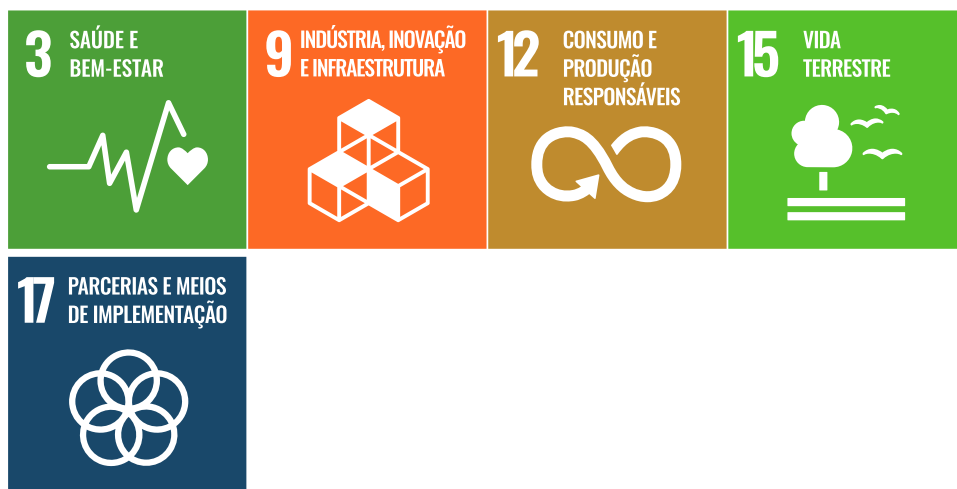 3 SAÚDE E
BEM-ESTAR
9 INDÚSTRIA, INOVAÇÃO
E INFRAESTRUTURA
12 CONSUMO E
PRODUÇÃO
RESPONSÁVEIS
15 VIDA
TERRESTRE
17 PARCERIAS E MEIOS
DE IMPLEMENTAÇÃO